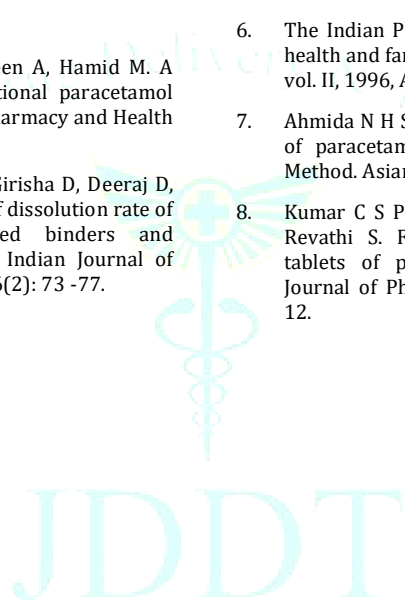 een A, Hamid M. A
tional paracetamol
armacy and Health
Girisha D, Deeraj D,
f dissolution rate of
ed binders and
Indian Journal of
6(2): 73 -77.
6. The Indian P
health and fa
vol. II, 1996, A
7. Ahmida N H S
of paracetam
Method. Asian
8. Kumar C S P
Revathi S. F
tablets of p
Journal of Ph
12.
JDDT